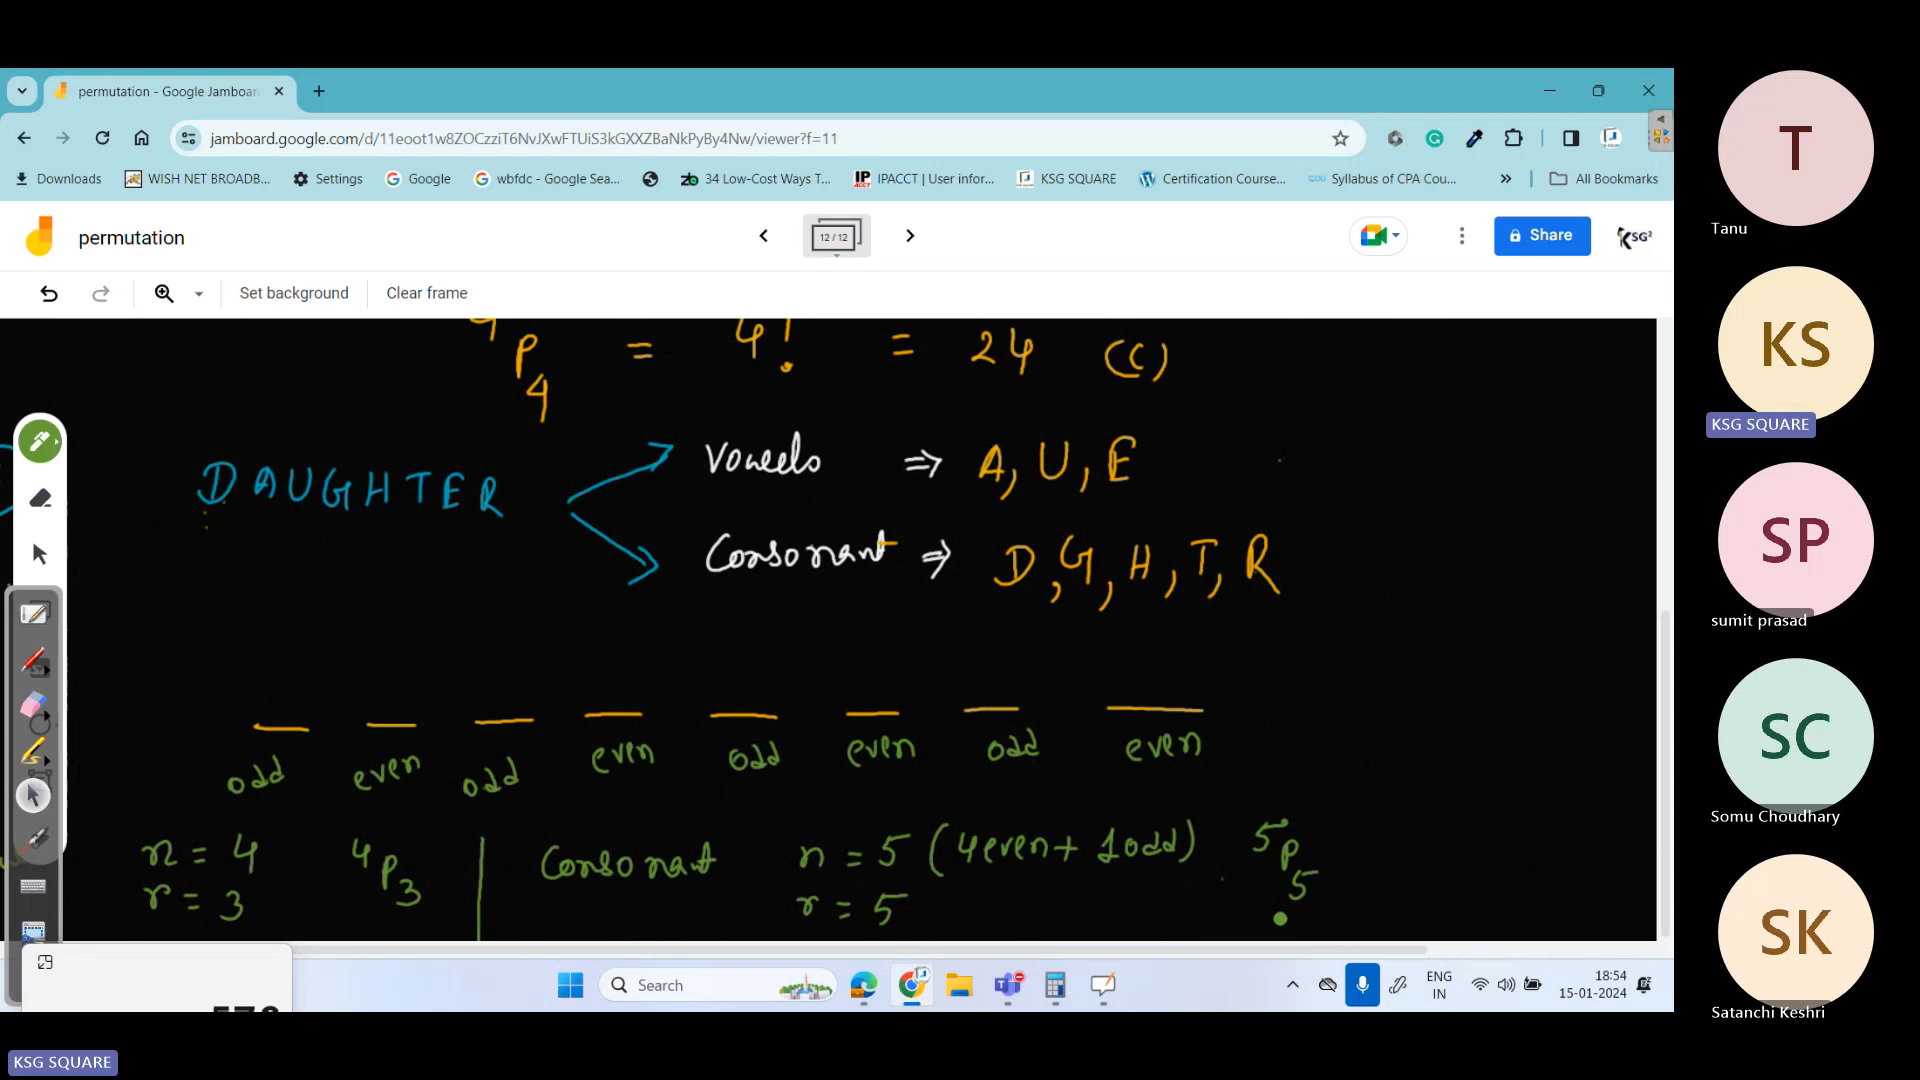 permutation - Google Jamboar
jamboard.google.com/d/11eoot1w8ZOCzziT6NvJXwFTUiS3kGXXZBaNkPyBy4Nw/viewer?f=11
Downloads WISH NET BROADB... Settings Google wbfdc - Google Sea... 34 Low-Cost Ways T... IPACCT | User infor... KSG SQUARE Certification Course... Syllabus of CPA Cou... » All Bookmarks
permutation 12 / 12 Share KSG²
Set background Clear frame
4P4 = 4! = 24 (C)
Vowels ⇒ A, U, E
DAUGHTER
Consonant ⇒ D, G, H, T, R
odd even odd even odd even odd even
n = 4 4P3 Consonant n = 5 (4even+ 1odd) 5P5
r = 3 r = 5
Search
ENG
IN
18:54
15-01-2024
T
Tanu
KS
KSG SQUARE
SP
sumit prasad
SC
Somu Choudhary
SK
Satanchi Keshri
KSG SQUARE